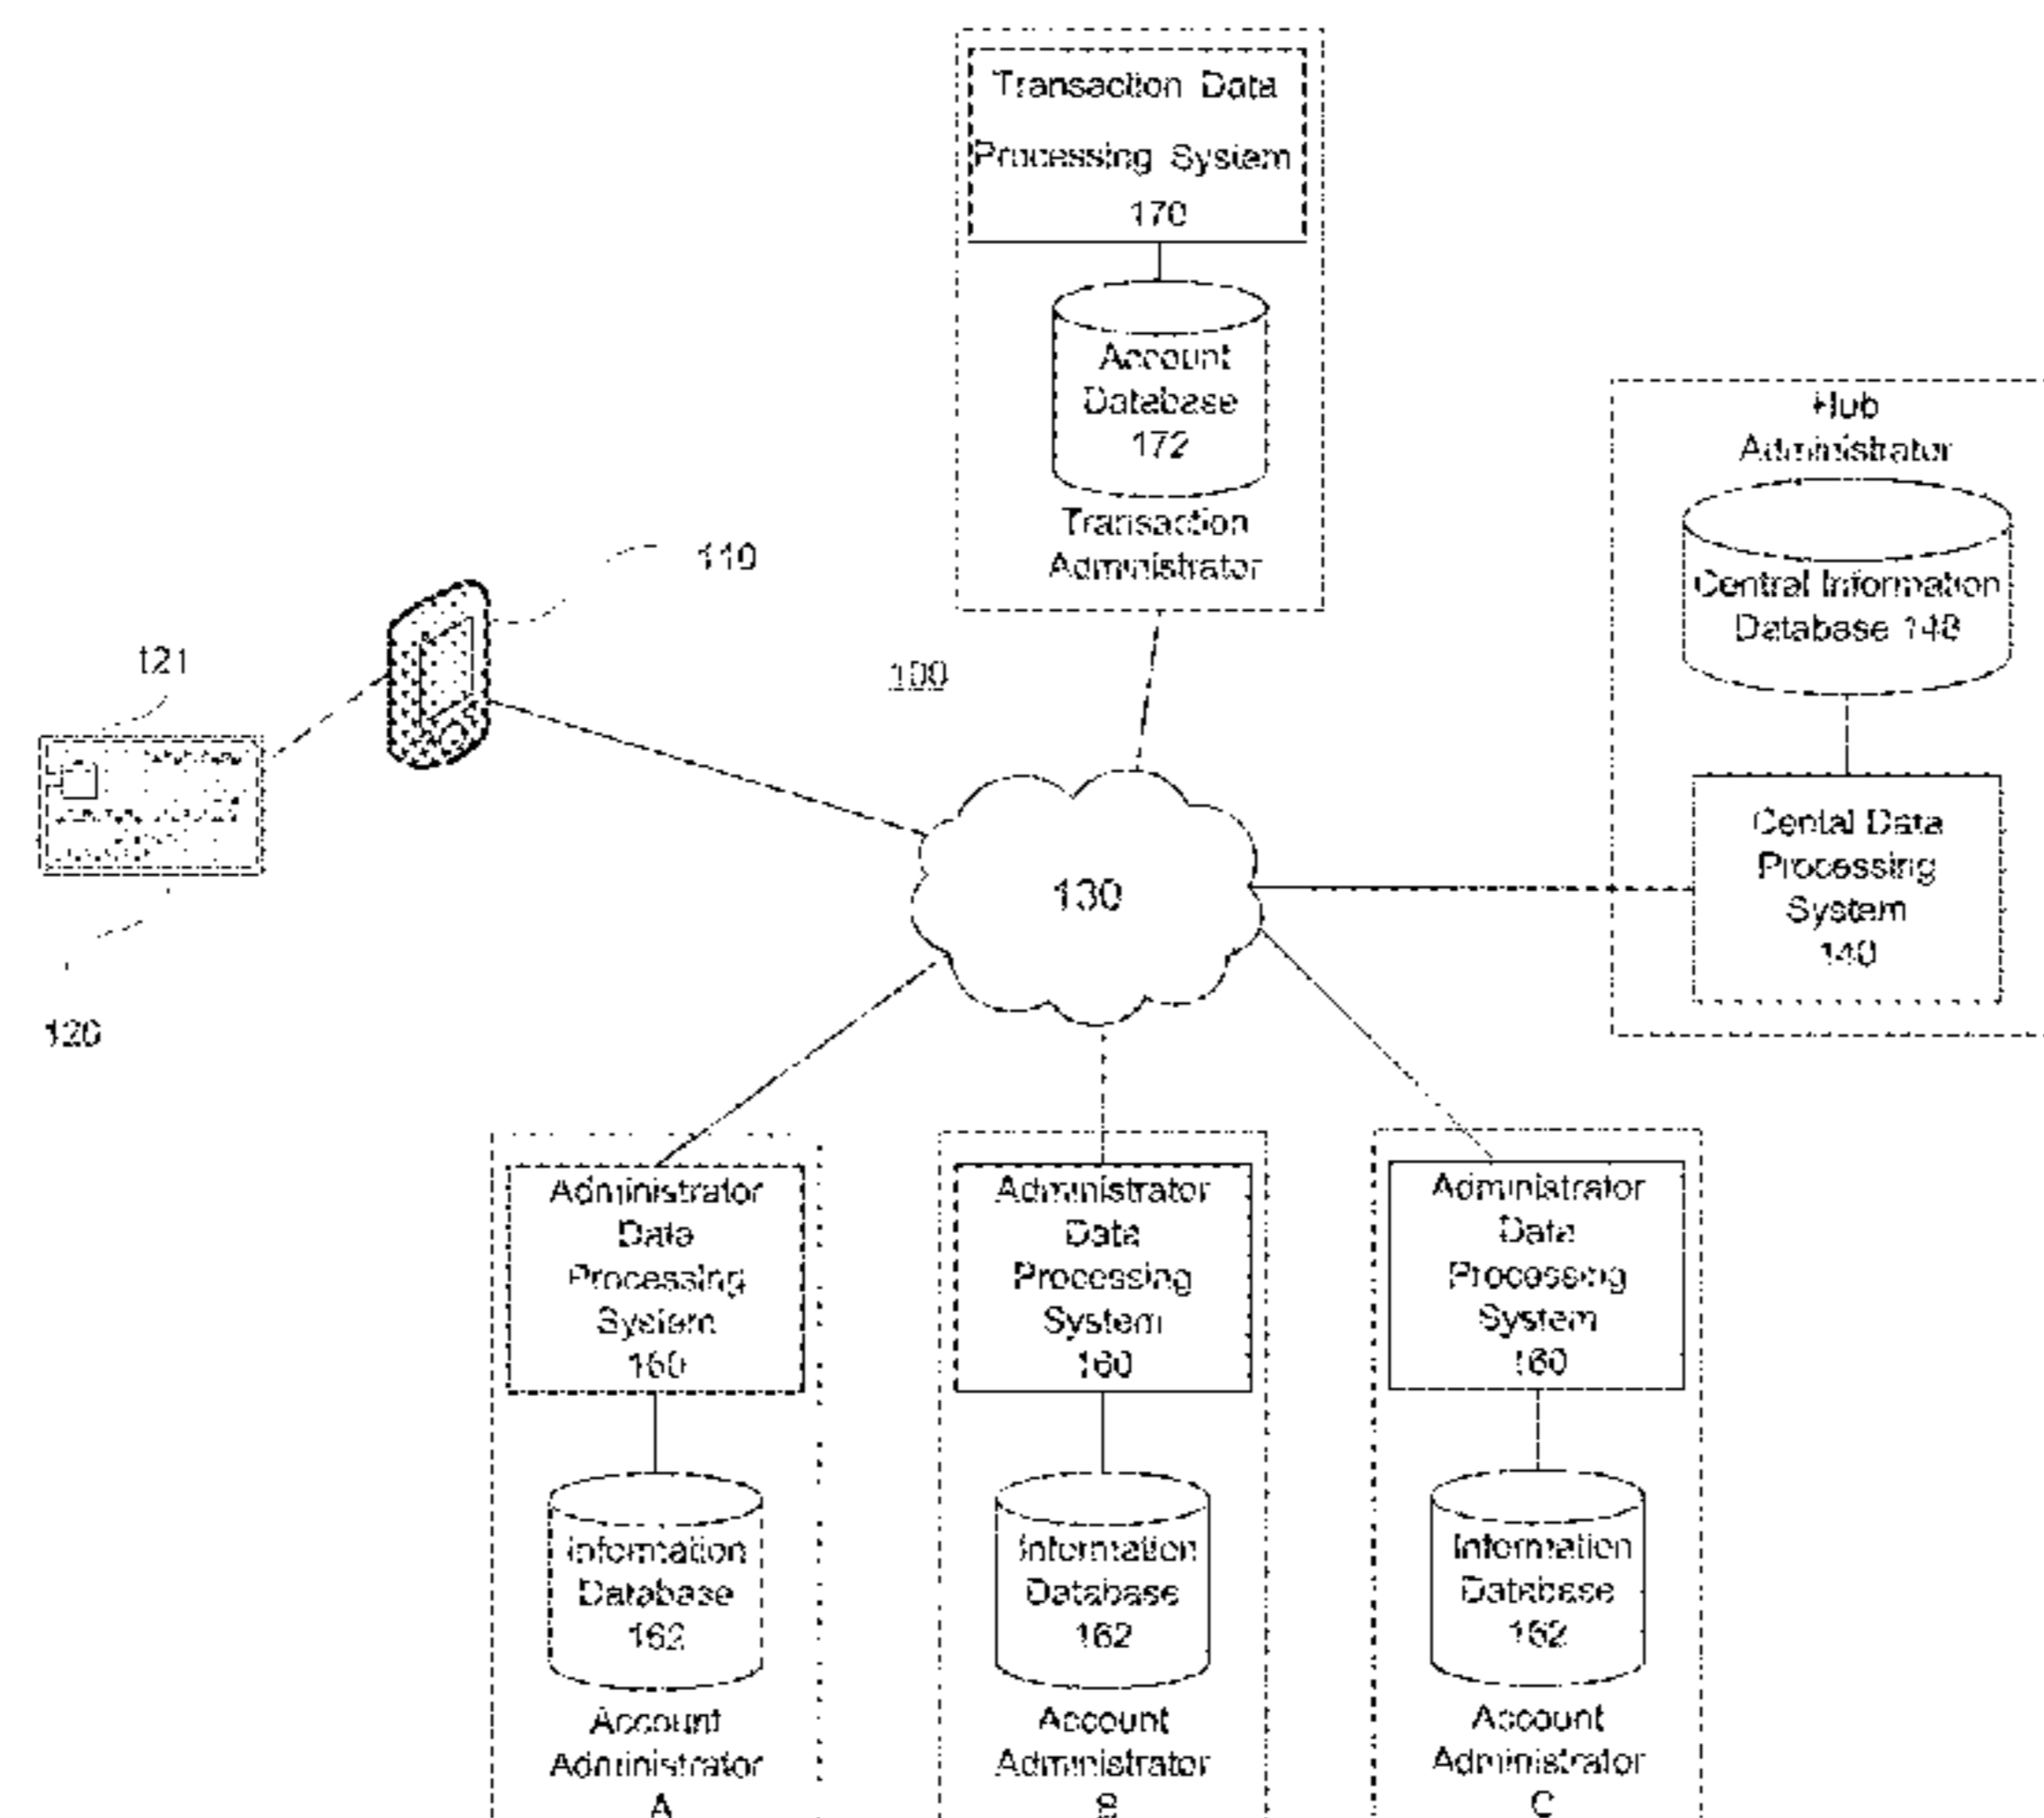 Transaction Data
Processing System
170
Account
Database
172
Transaction
Administrator
Hub
Administrator
Central Information
Database 148
Cental Data
Processing
System
140
110
121
100
120
130
Administrator
Data
Processing
System
160
Information
Database
162
Account
Administrator
A
Administrator
Data
Processing
System
160
Information
Database
162
Account
Administrator
B
Administrator
Data
Processing
System
160
Information
Database
162
Account
Administrator
C